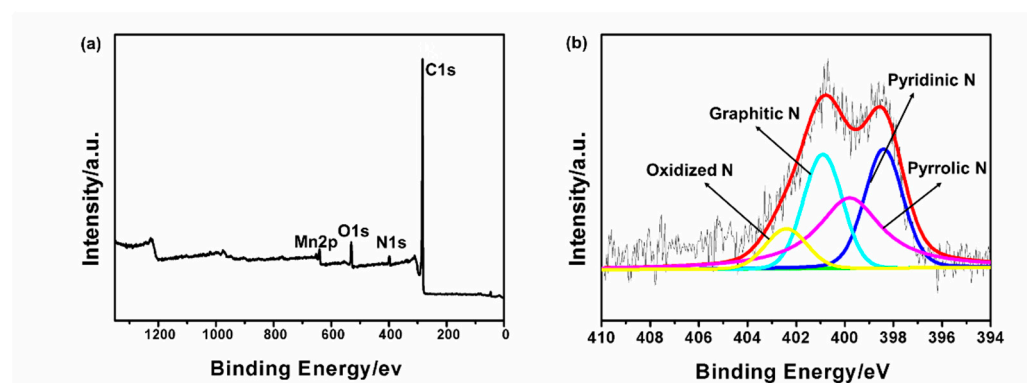 (a)
C1s
Mn2p
O1s
N1s
Intensity/a.u.
1200 1000 800 600 400 200 0
Binding Energy/ev
(b)
Pyridinic N
Graphitic N
Oxidized N
Pyrrolic N
Intensity/a.u.
410 408 406 404 402 400 398 396 394
Binding Energy/eV